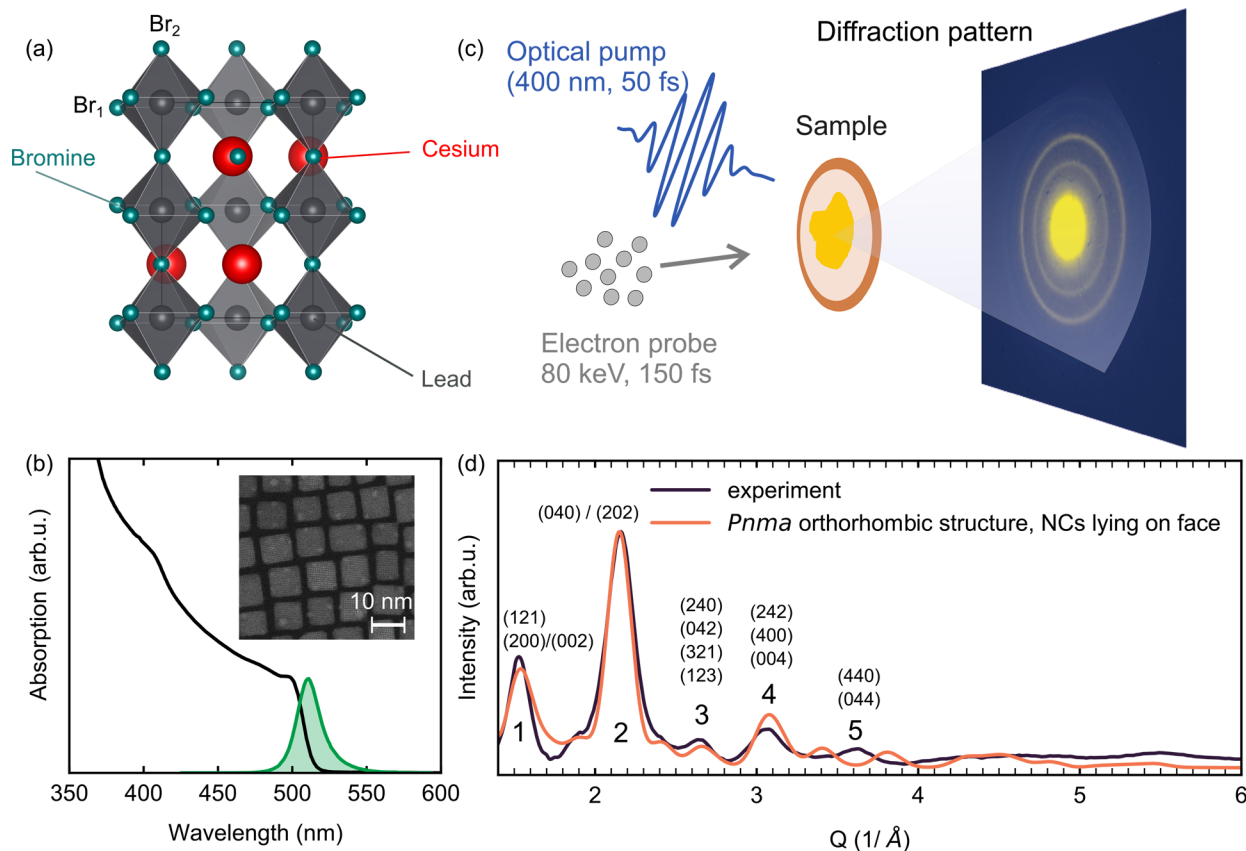 (a)
Br2
Br1
Bromine
Cesium
Lead
(c)
Optical pump
(400 nm, 50 fs)
Sample
Diffraction pattern
Electron probe
80 keV, 150 fs
(b)
Absorption (arb.u.)
10 nm
350
400
450
500
550
600
Wavelength (nm)
(d)
Intensity (arb.u.)
experiment
Pnma orthorhombic structure, NCs lying on face
(121)
(200)/(002)
1
(040) / (202)
2
(240)
(042)
(321)
(123)
3
(242)
(400)
(004)
4
(440)
(044)
5
2
3
4
5
6
Q (1/ Å)